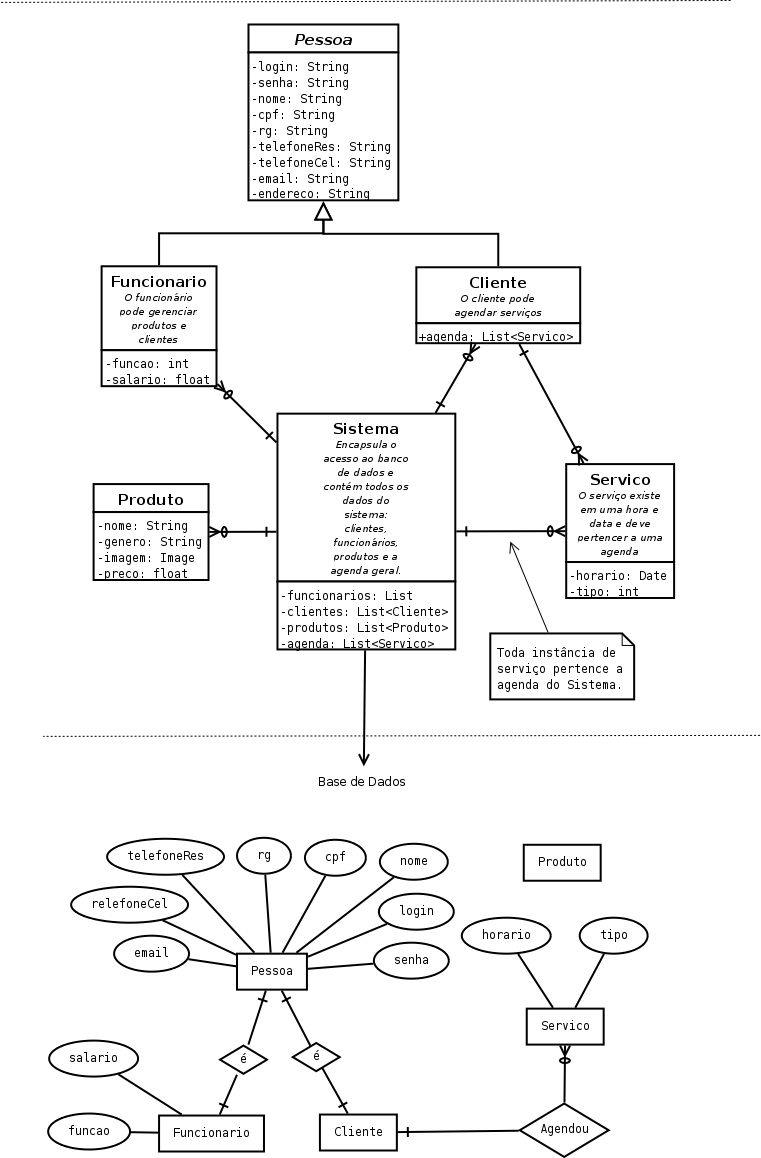 Pessoa
-login: String
-senha: String
-nome: String
-cpf: String
-rg: String
-telefoneRes: String
-telefoneCel: String
-email: String
-endereco: String
Funcionario
O funcionário
pode gerenciar
produtos e
clientes
-funcao: int
-salario: float
Cliente
O cliente pode
agendar serviços
+agenda: List<Servico>
Sistema
Encapsula o
acesso ao banco
de dados e
contém todos os
dados do
sistema:
clientes,
funcionários,
produtos e a
agenda geral.
-funcionarios: List
-clientes: List<Cliente>
-produtos: List<Produto>
-agenda: List<Servico>
Produto
-nome: String
-genero: String
-imagem: Image
-preco: float
Servico
O serviço existe
em uma hora e
data e deve
pertencer a uma
agenda
-horario: Date
-tipo: int
Toda instância de
serviço pertence a
agenda do Sistema.
Base de Dados
telefoneRes
rg
cpf
nome
relefoneCel
login
email
senha
Pessoa
Produto
horario
tipo
Servico
salario
é
é
funcao
Funcionario
Cliente
Agendou